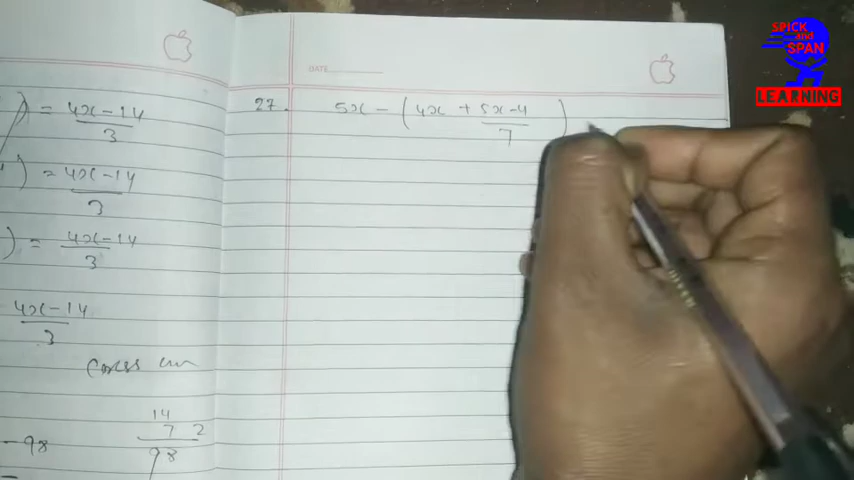 SPICK
and
SPAN
LEARNING
DATE
) = 4x-14
3
27. 5x - ( 4x + 5x-4 )
7
) = 4x-14
3
) = 4x-14
3
4x-14
3
Cross
14
7 2
-98
98